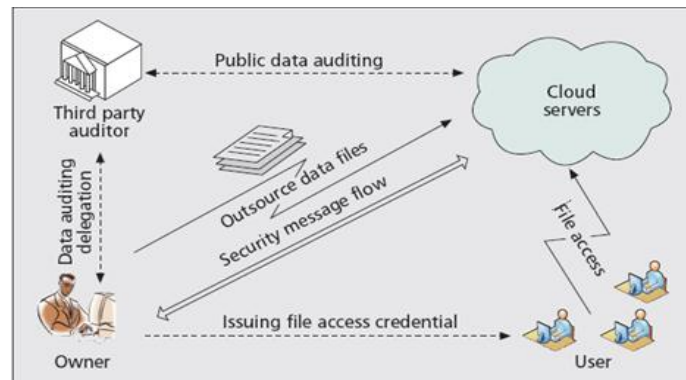 Public data auditing
Third party
auditor
Cloud
servers
Data auditing
delegation
Outsource data files
Security message flow
File access
Issuing file access credential
Owner
User